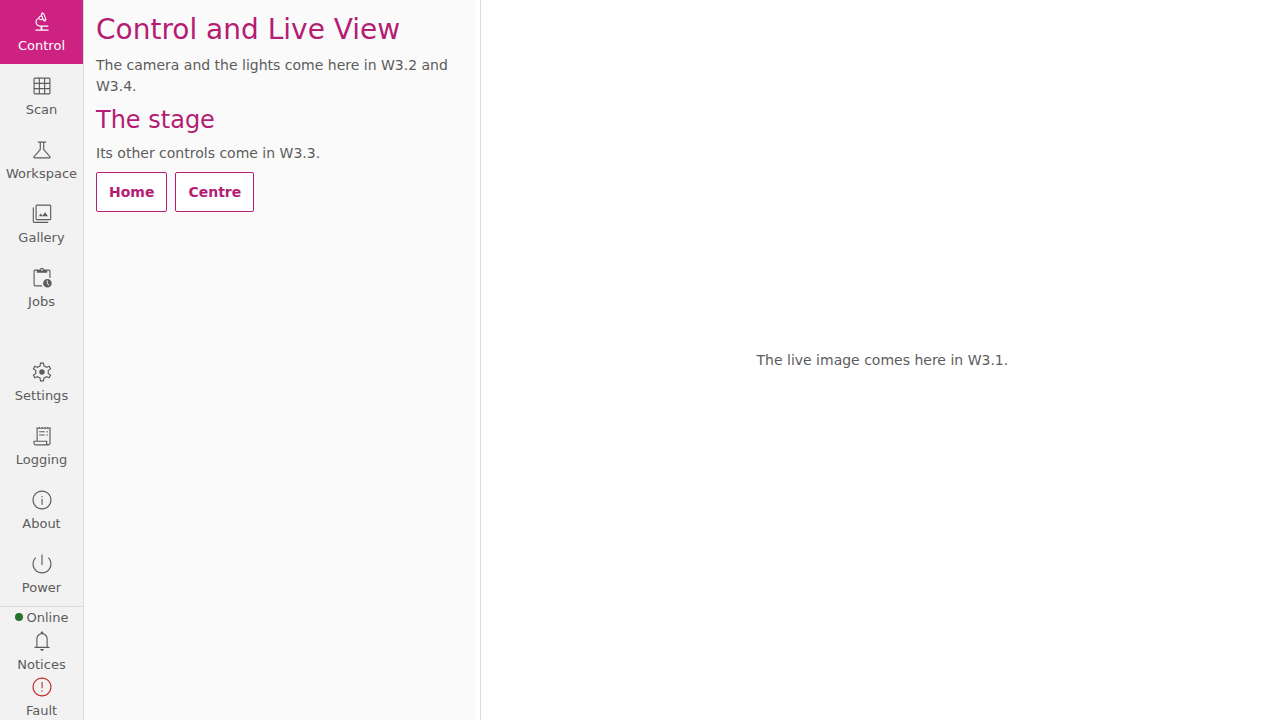 Control
Scan
Workspace
Gallery
Jobs
Settings
Logging
About
Power
Online
Notices
Fault
Control and Live View
The camera and the lights come here in W3.2 and
W3.4.
The stage
Its other controls come in W3.3.
Home
Centre
The live image comes here in W3.1.